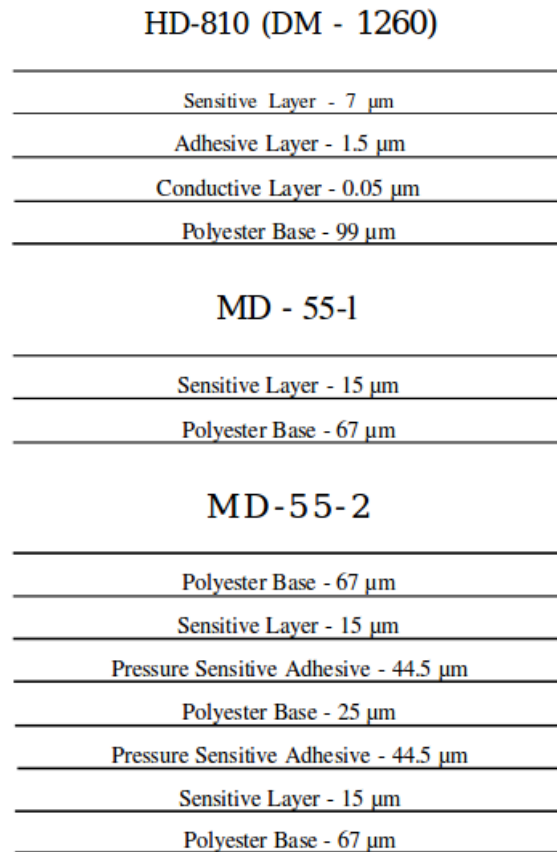 HD-810 (DM - 1260)
Sensitive Layer - 7 μm
Adhesive Layer - 1.5 μm
Conductive Layer - 0.05 μm
Polyester Base - 99 μm
MD - 55-l
Sensitive Layer - 15 μm
Polyester Base - 67 μm
MD-55-2
Polyester Base - 67 μm
Sensitive Layer - 15 μm
Pressure Sensitive Adhesive - 44.5 μm
Polyester Base - 25 μm
Pressure Sensitive Adhesive - 44.5 μm
Sensitive Layer - 15 μm
Polyester Base - 67 μm